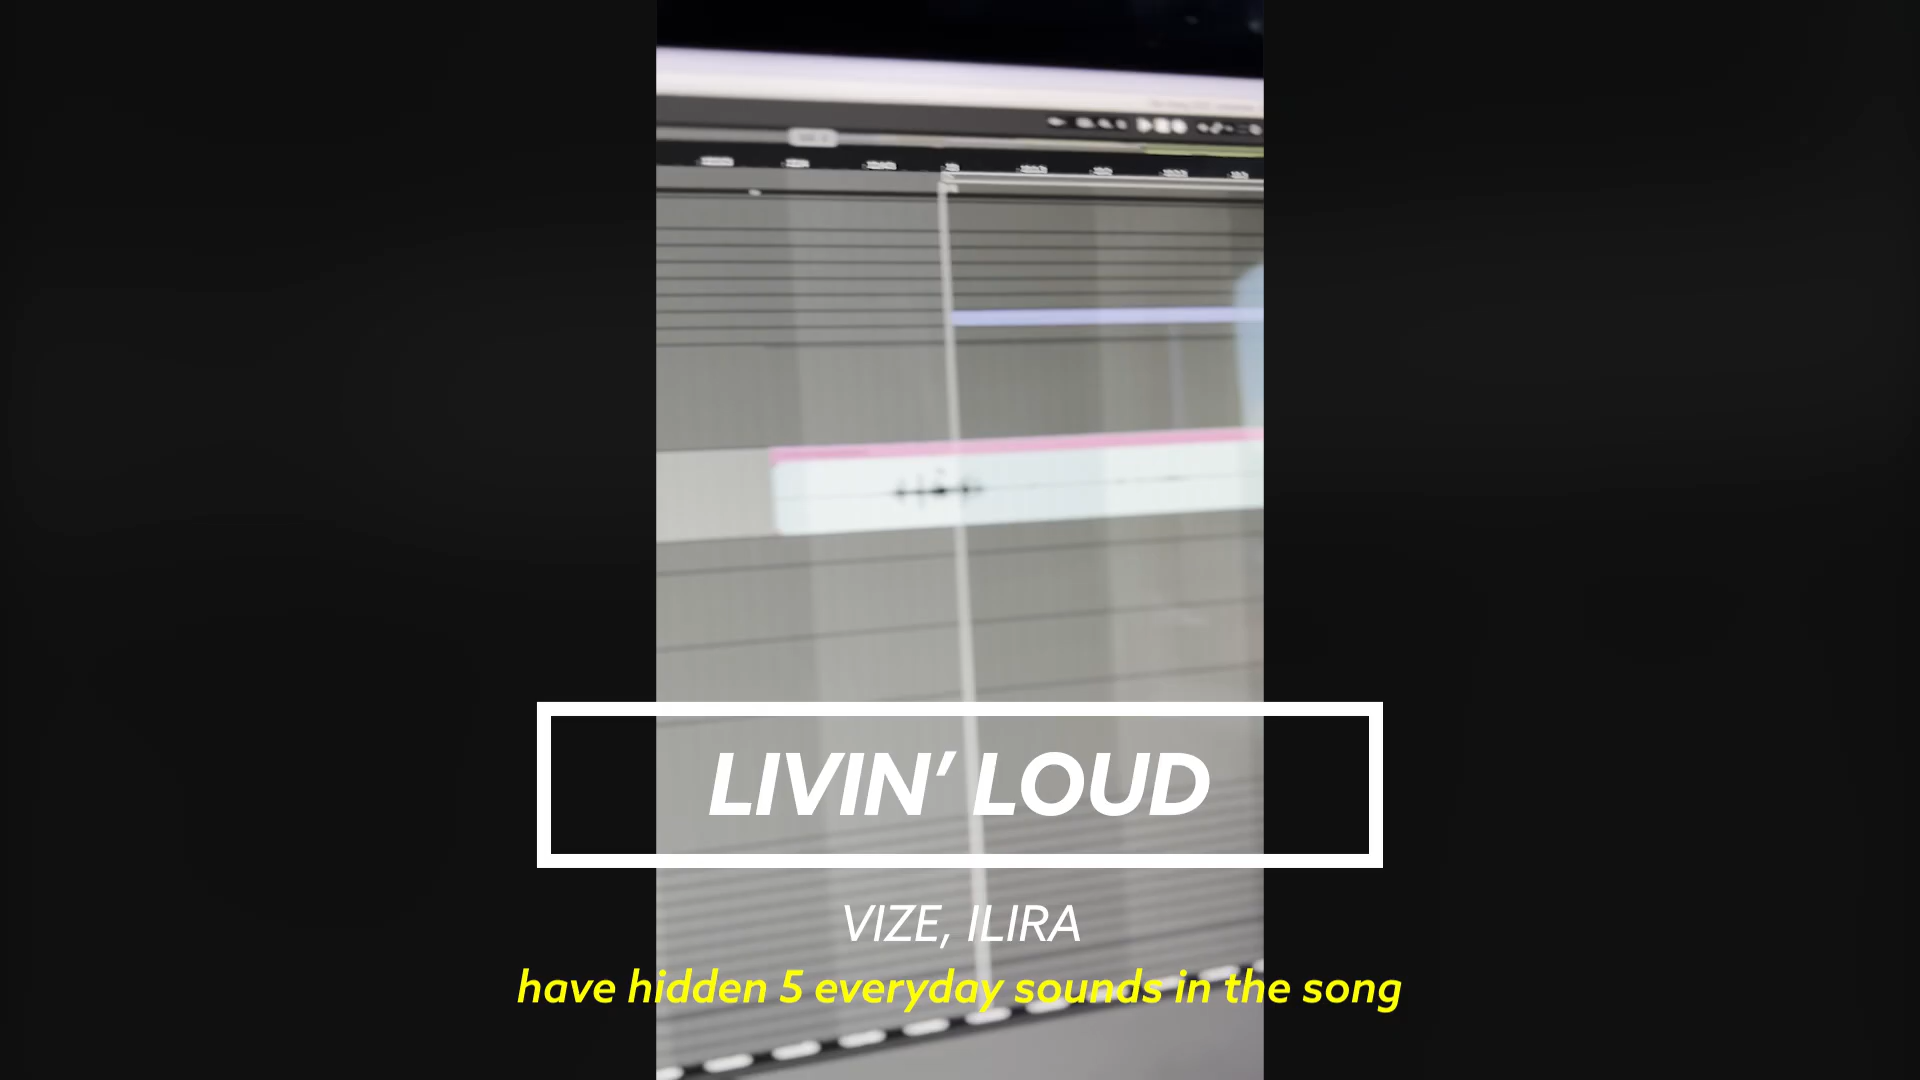 LIVIN’ LOUD
VIZE, ILIRA
have hidden 5 everyday sounds in the song